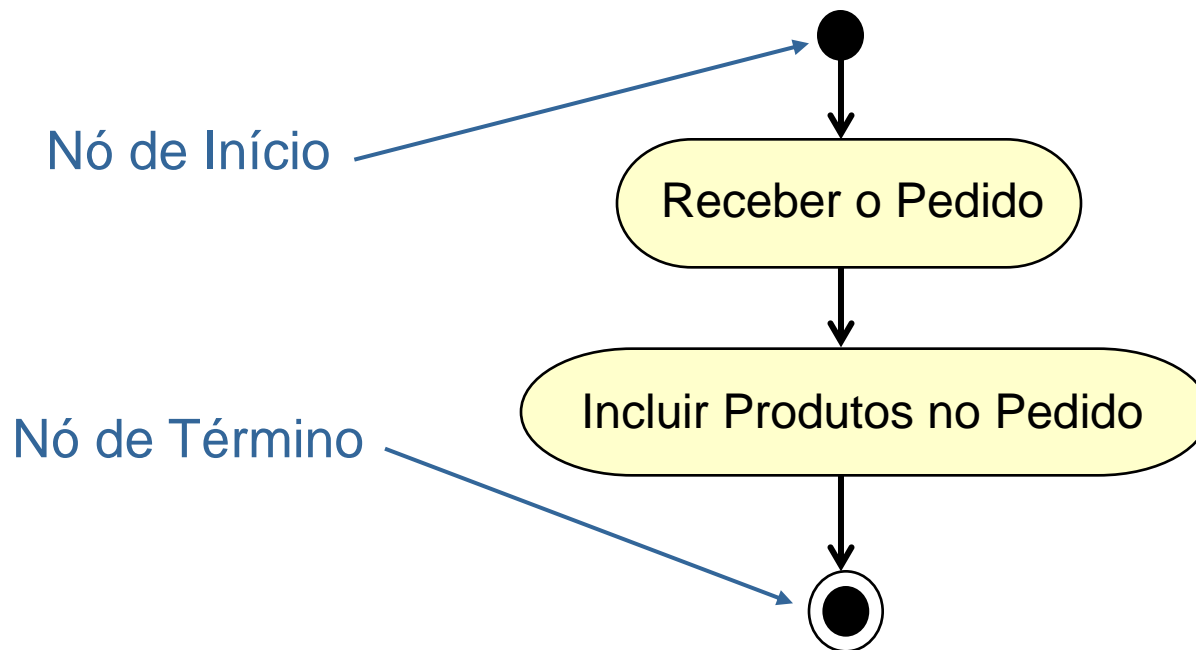 Nó de Início
Receber o Pedido
Incluir Produtos no Pedido
Nó de Término